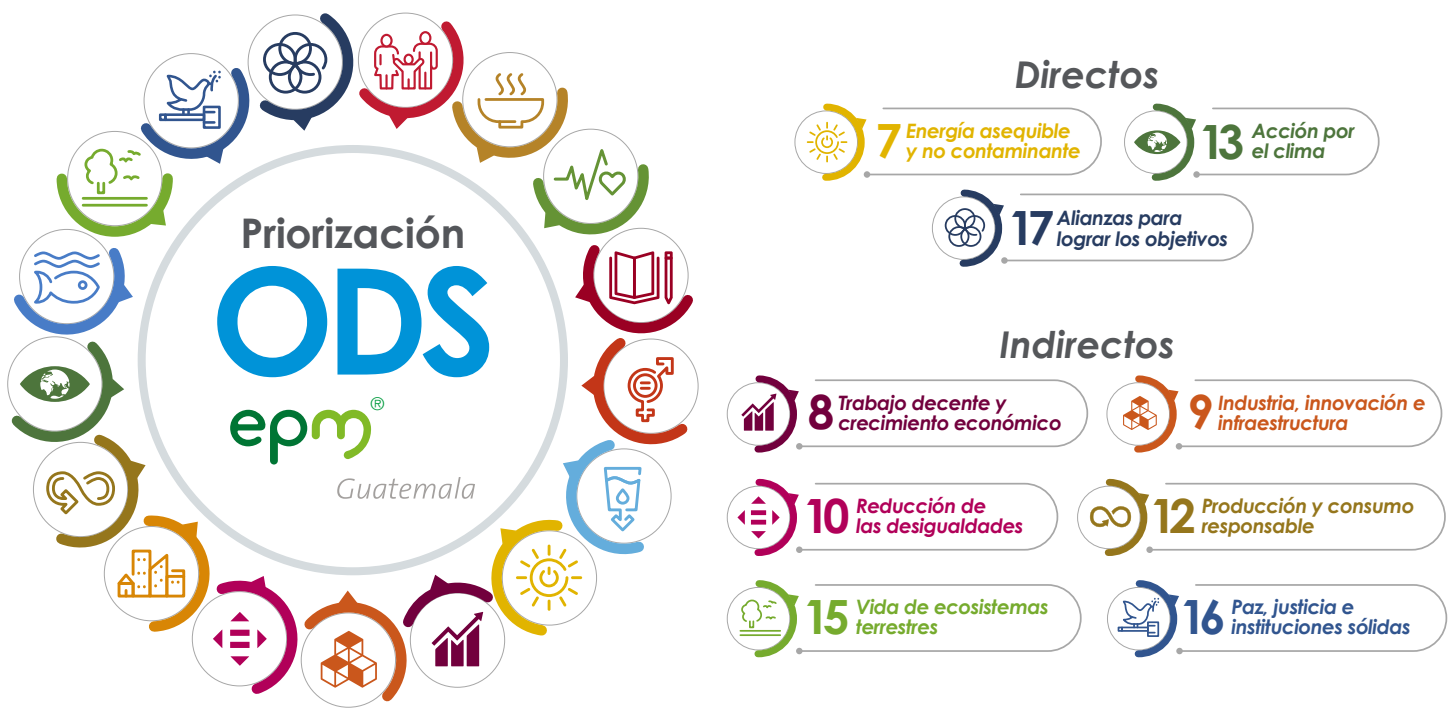 Priorización
ODS
epm®
Guatemala
Directos
7 Energía asequible
y no contaminante
13 Acción por
el clima
17 Alianzas para
lograr los objetivos
Indirectos
8 Trabajo decente y
crecimiento económico
9 Industria, innovación e
infraestructura
10 Reducción de
las desigualdades
12 Producción y consumo
responsable
15 Vida de ecosistemas
terrestres
16 Paz, justicia e
instituciones sólidas